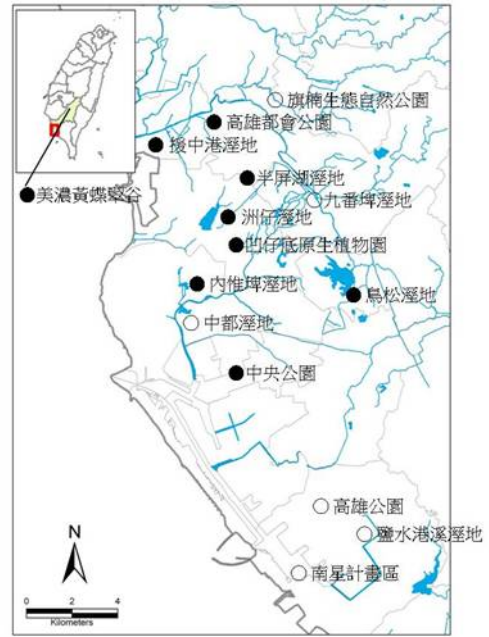 旗楠生態自然公園
高雄都會公園
援中港溼地
半屏湖溼地
美濃黃蝶翠谷
九番埤溼地
洲仔溼地
凹仔底原生植物園
內惟埤溼地
鳥松溼地
中都溼地
中央公園
高雄公園
鹽水港溪溼地
南星計畫區
N
0 2 4
Kilometers